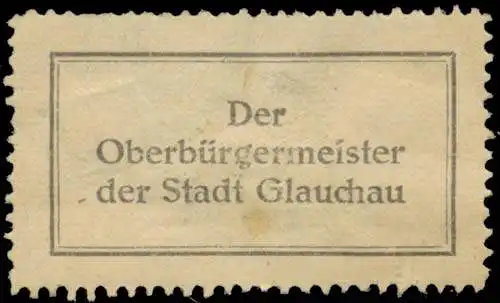 Der
Oberbürgermeister
der Stadt Glauchau